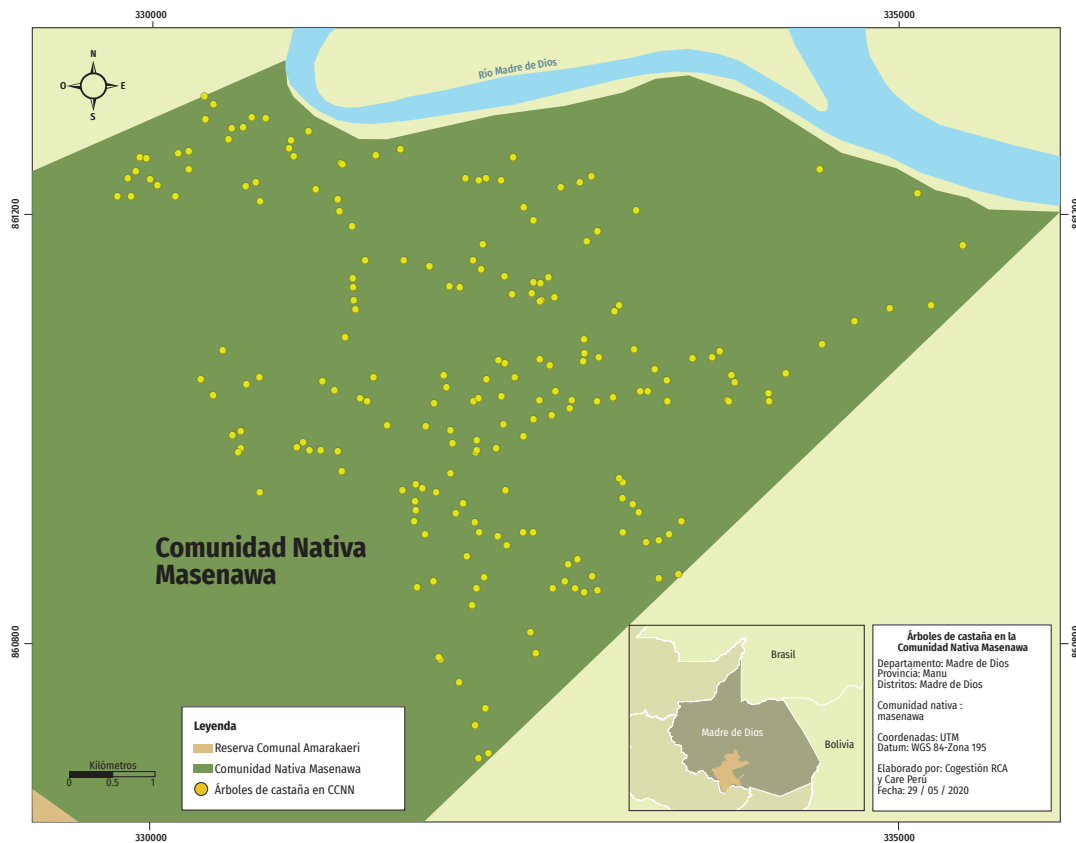 330000
335000
N
O
E
S
Río Madre de Dios
861200
861200
Comunidad Nativa
Masenawa
860800
860800
Leyenda
Reserva Comunal Amarakaeri
Comunidad Nativa Masenawa
Árboles de castaña en CCNN
Kilómetros
0 0.5 1
Brasil
Madre de Dios
Bolivia
Árboles de castaña en la
Comunidad Nativa Masenawa
Departamento: Madre de Dios
Provincia: Manu
Distritos: Madre de Dios
Comunidad nativa :
masenawa
Coordenadas: UTM
Datum: WGS 84-Zona 195
Elaborado por: Cogestión RCA
y Care Perú
Fecha: 29 / 05 / 2020
330000
335000